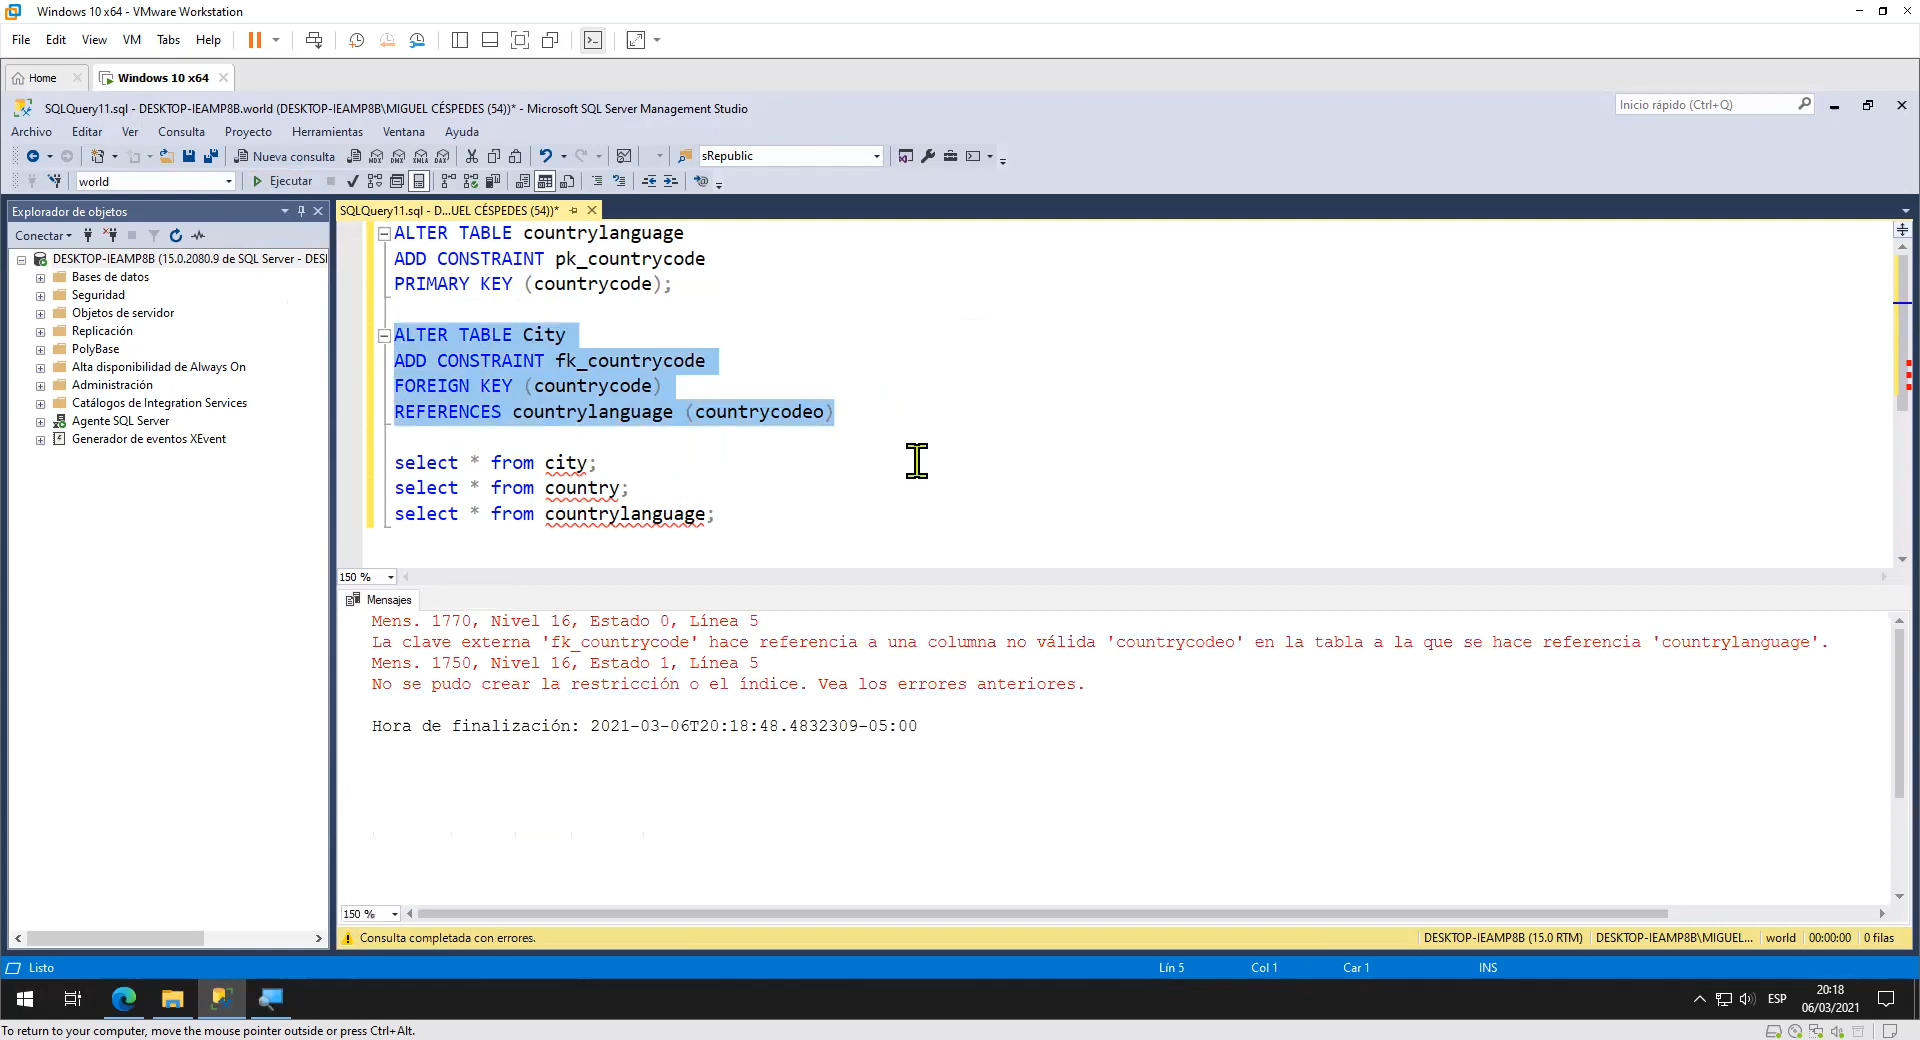 Windows 10 x64 - VMware Workstation
File Edit View VM Tabs Help
Home Windows 10 x64
SQLQuery11.sql - DESKTOP-IEAMP8B.world (DESKTOP-IEAMP8B\MIGUEL CÉSPEDES (54))* - Microsoft SQL Server Management Studio
Inicio rápido (Ctrl+Q)
Archivo Editar Ver Consulta Proyecto Herramientas Ventana Ayuda
Nueva consulta MDX DMX XMLA DAX sRepublic
world Ejecutar
Explorador de objetos
Conectar
DESKTOP-IEAMP8B (15.0.2080.9 de SQL Server - DESI
Bases de datos
Seguridad
Objetos de servidor
Replicación
PolyBase
Alta disponibilidad de Always On
Administración
Catálogos de Integration Services
Agente SQL Server
Generador de eventos XEvent
SQLQuery11.sql - D...UEL CÉSPEDES (54))*
ALTER TABLE countrylanguage
ADD CONSTRAINT pk_countrycode
PRIMARY KEY (countrycode);
ALTER TABLE City
ADD CONSTRAINT fk_countrycode
FOREIGN KEY (countrycode)
REFERENCES countrylanguage (countrycodeo)
select * from city;
select * from country;
select * from countrylanguage;
150 %
Mensajes
Mens. 1770, Nivel 16, Estado 0, Línea 5
La clave externa 'fk_countrycode' hace referencia a una columna no válida 'countrycodeo' en la tabla a la que se hace referencia 'countrylanguage'.
Mens. 1750, Nivel 16, Estado 1, Línea 5
No se pudo crear la restricción o el índice. Vea los errores anteriores.
Hora de finalización: 2021-03-06T20:18:48.4832309-05:00
150 %
Consulta completada con errores.
DESKTOP-IEAMP8B (15.0 RTM) DESKTOP-IEAMP8B\MIGUEL... world 00:00:00 0 filas
Listo Lín 5 Col 1 Car 1 INS
ESP 20:18
06/03/2021
To return to your computer, move the mouse pointer outside or press Ctrl+Alt.